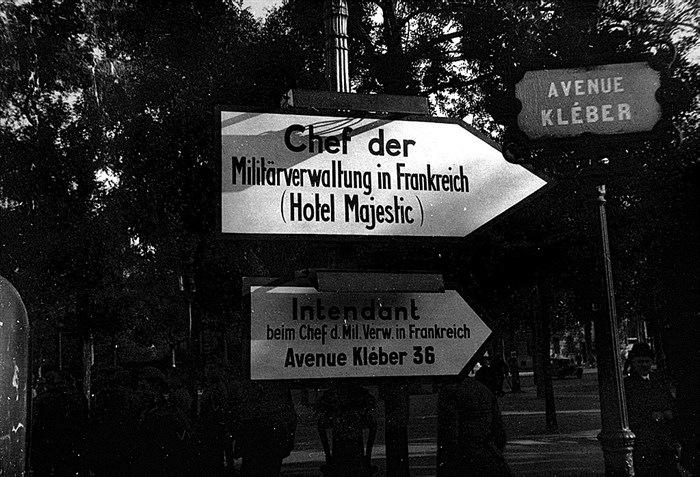 AVENUE
KLÉBER
Chef der
Militärverwaltung in Frankreich
(Hotel Majestic)
Intendant
beim Chef d. Mil. Verw. in Frankreich
Avenue Kléber 36